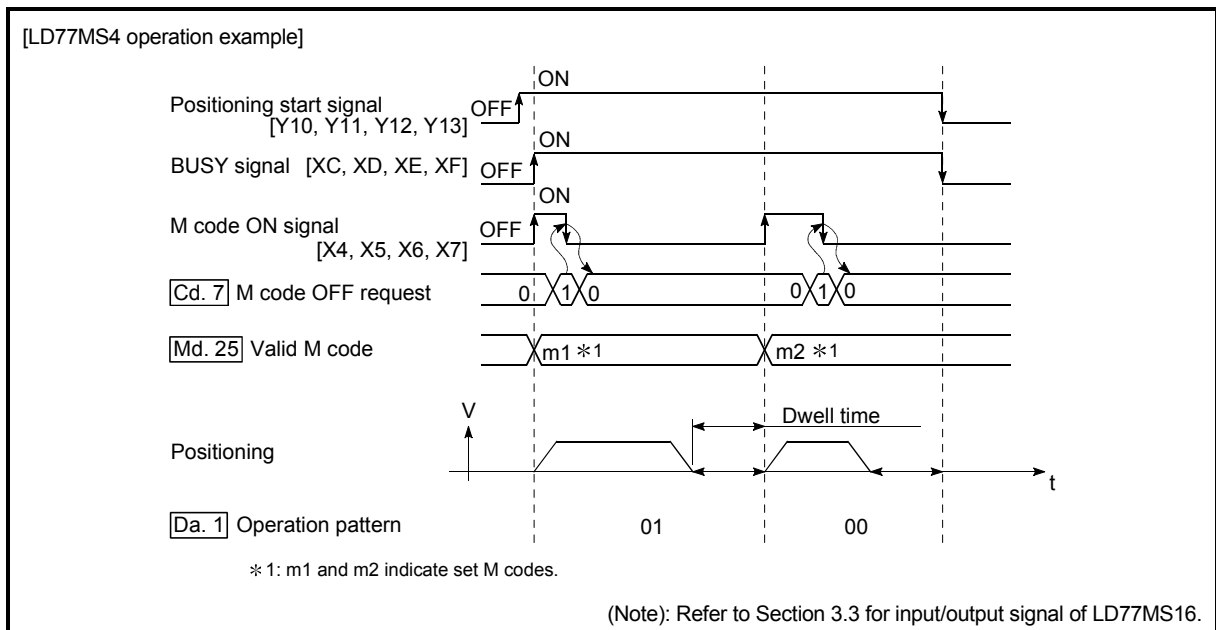 [LD77MS4 operation example]
ON
Positioning start signal OFF
[Y10, Y11, Y12, Y13]
ON
BUSY signal [XC, XD, XE, XF] OFF
ON
M code ON signal OFF
[X4, X5, X6, X7]
Cd. 7 M code OFF request 0 1 0 0 1 0
Md. 25 Valid M code m1 *1 m2 *1
V
Dwell time
Positioning
t
Da. 1 Operation pattern 01 00
*1: m1 and m2 indicate set M codes.
(Note): Refer to Section 3.3 for input/output signal of LD77MS16.